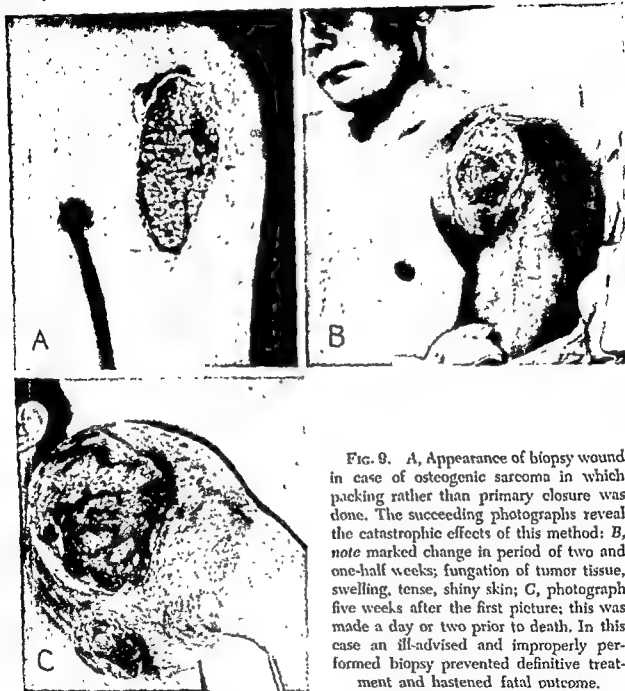 A
B
C
FIG. 9. A, Appearance of biopsy wound
in case of osteogenic sarcoma in which
packing rather than primary closure was
done. The succeeding photographs reveal
the catastrophic effects of this method: B,
note marked change in period of two and
one-half weeks; fungation of tumor tissue,
swelling, tense, shiny skin; C, photograph
five weeks after the first picture; this was
made a day or two prior to death. In this
case an ill-advised and improperly per-
formed biopsy prevented definitive treat-
ment and hastened fatal outcome.